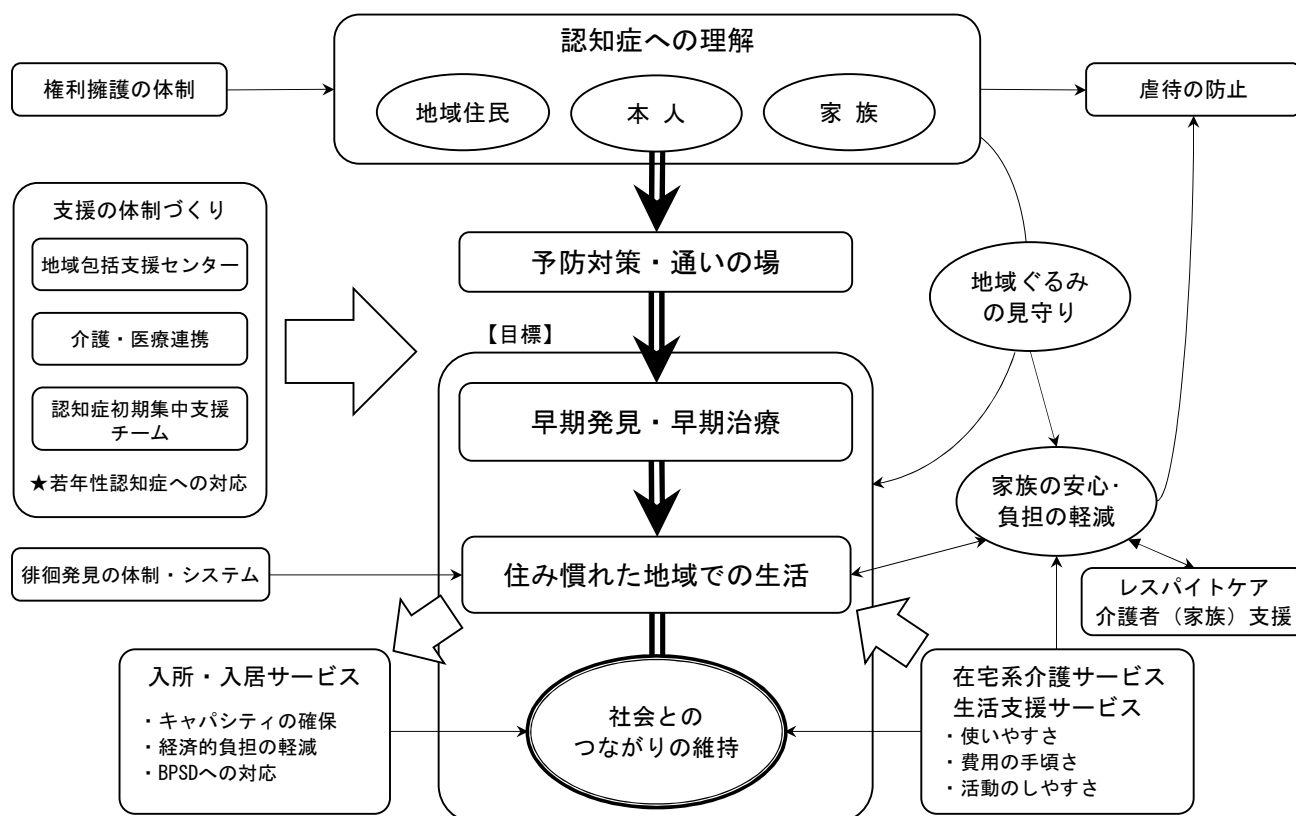 認知症への理解
権利擁護の体制
地域住民
本 人
家 族
虐待の防止
支援の体制づくり
地域包括支援センター
介護・医療連携
認知症初期集中支援
チーム
★若年性認知症への対応
予防対策・通いの場
地域ぐるみ
の見守り
【目標】
早期発見・早期治療
家族の安心・
負担の軽減
徘徊発見の体制・システム
住み慣れた地域での生活
レスパイトケア
介護者（家族）支援
入所・入居サービス
・キャパシティの確保
・経済的負担の軽減
・BPSDへの対応
社会との
つながりの維持
在宅系介護サービス
生活支援サービス
・使いやすさ
・費用の手頃さ
・活動のしやすさ